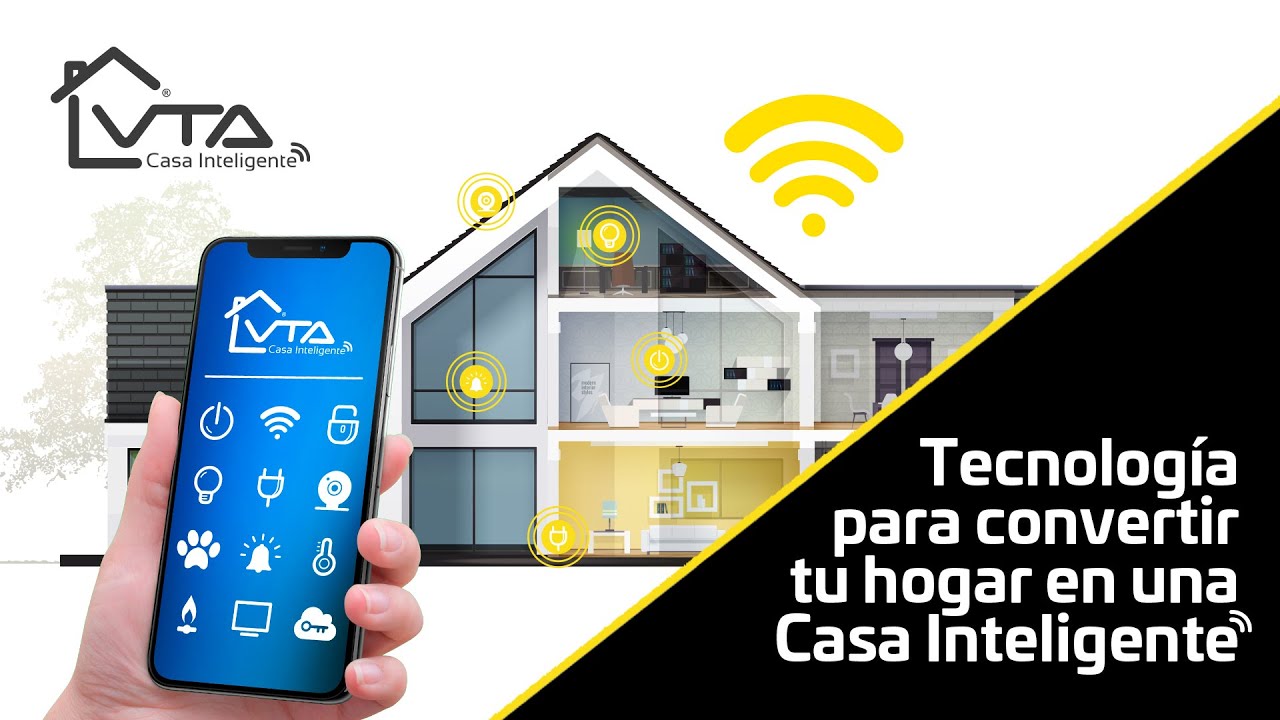 VTA®
Casa Inteligente
VTA®
Casa Inteligente
Tecnología
para convertir
tu hogar en una
Casa Inteligente